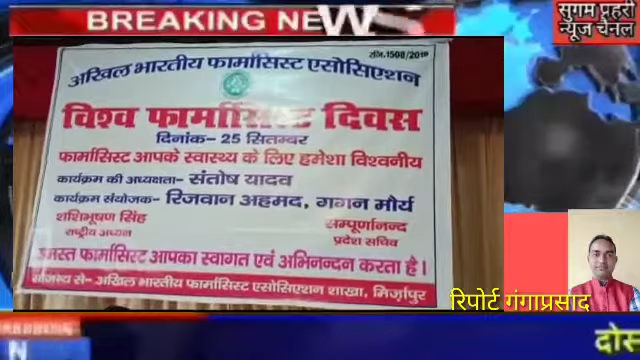 BREAKING NEWS
सुगम प्रहरी
न्यूज चैनल
रजि.1508/2019
अखिल भारतीय फार्मासिस्ट एसोसिएशन
विश्व फार्मासिस्ट दिवस
दिनांक- 25 सितम्बर
फार्मासिस्ट आपके स्वास्थ्य के लिए हमेशा विश्वनीय
कार्यक्रम की अध्यक्षता- संतोष यादव
कार्यक्रम संयोजक- रिजवान अहमद, गगन मौर्य
शशिभूषण सिंह सम्पूर्णानन्द
राष्ट्रीय अध्यक्ष प्रदेश सचिव
समस्त फार्मासिस्ट आपका स्वागत एवं अभिनन्दन करता है।
सौजन्य से- अखिल भारतीय फार्मासिस्ट एसोसिएशन शाखा, मिर्ज़ापुर
रिपोर्ट गंगाप्रसाद
N
दोस